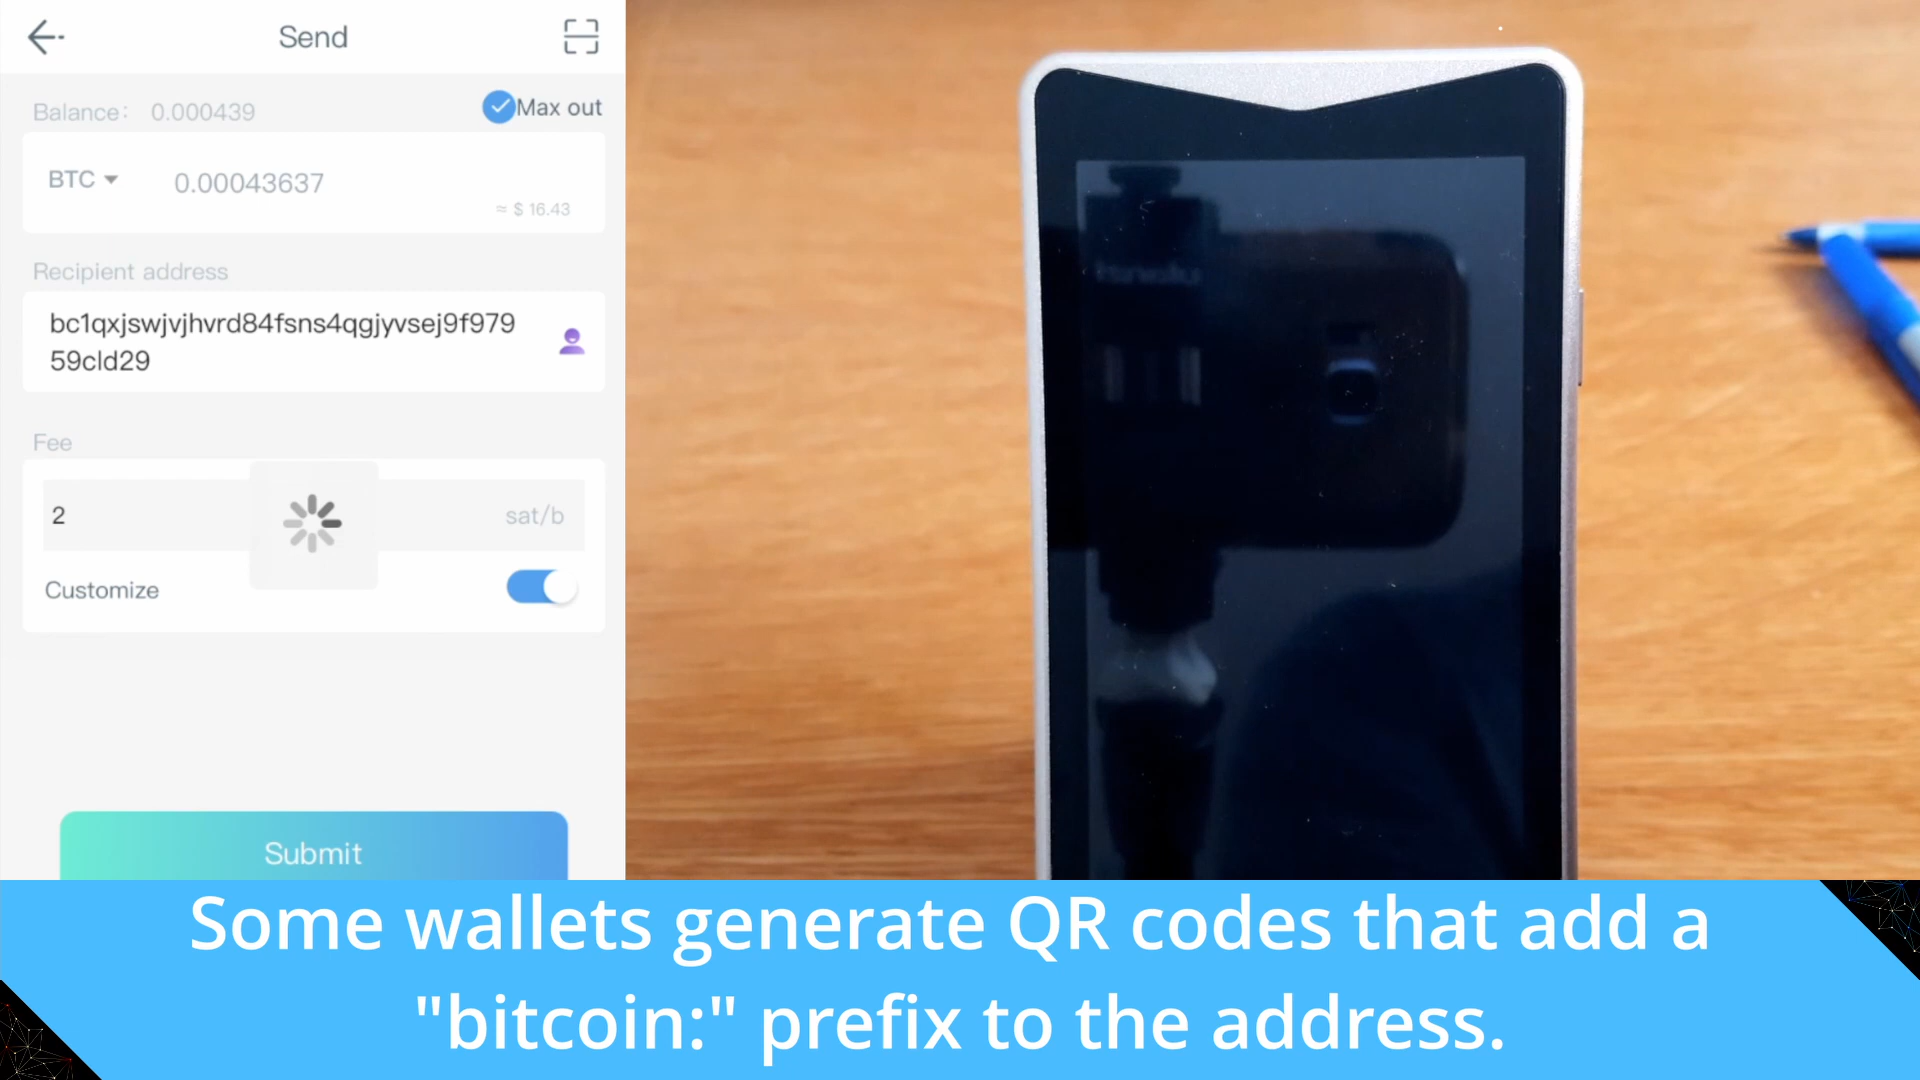 Send
Balance: 0.000439
Max out
BTC 0.00043637
≈ $ 16.43
Recipient address
bc1qxjswjvjhvrd84fsns4qgjyvsej9f979
59cld29
Fee
2 sat/b
Customize
Submit
Some wallets generate QR codes that add a
"bitcoin:" prefix to the address.